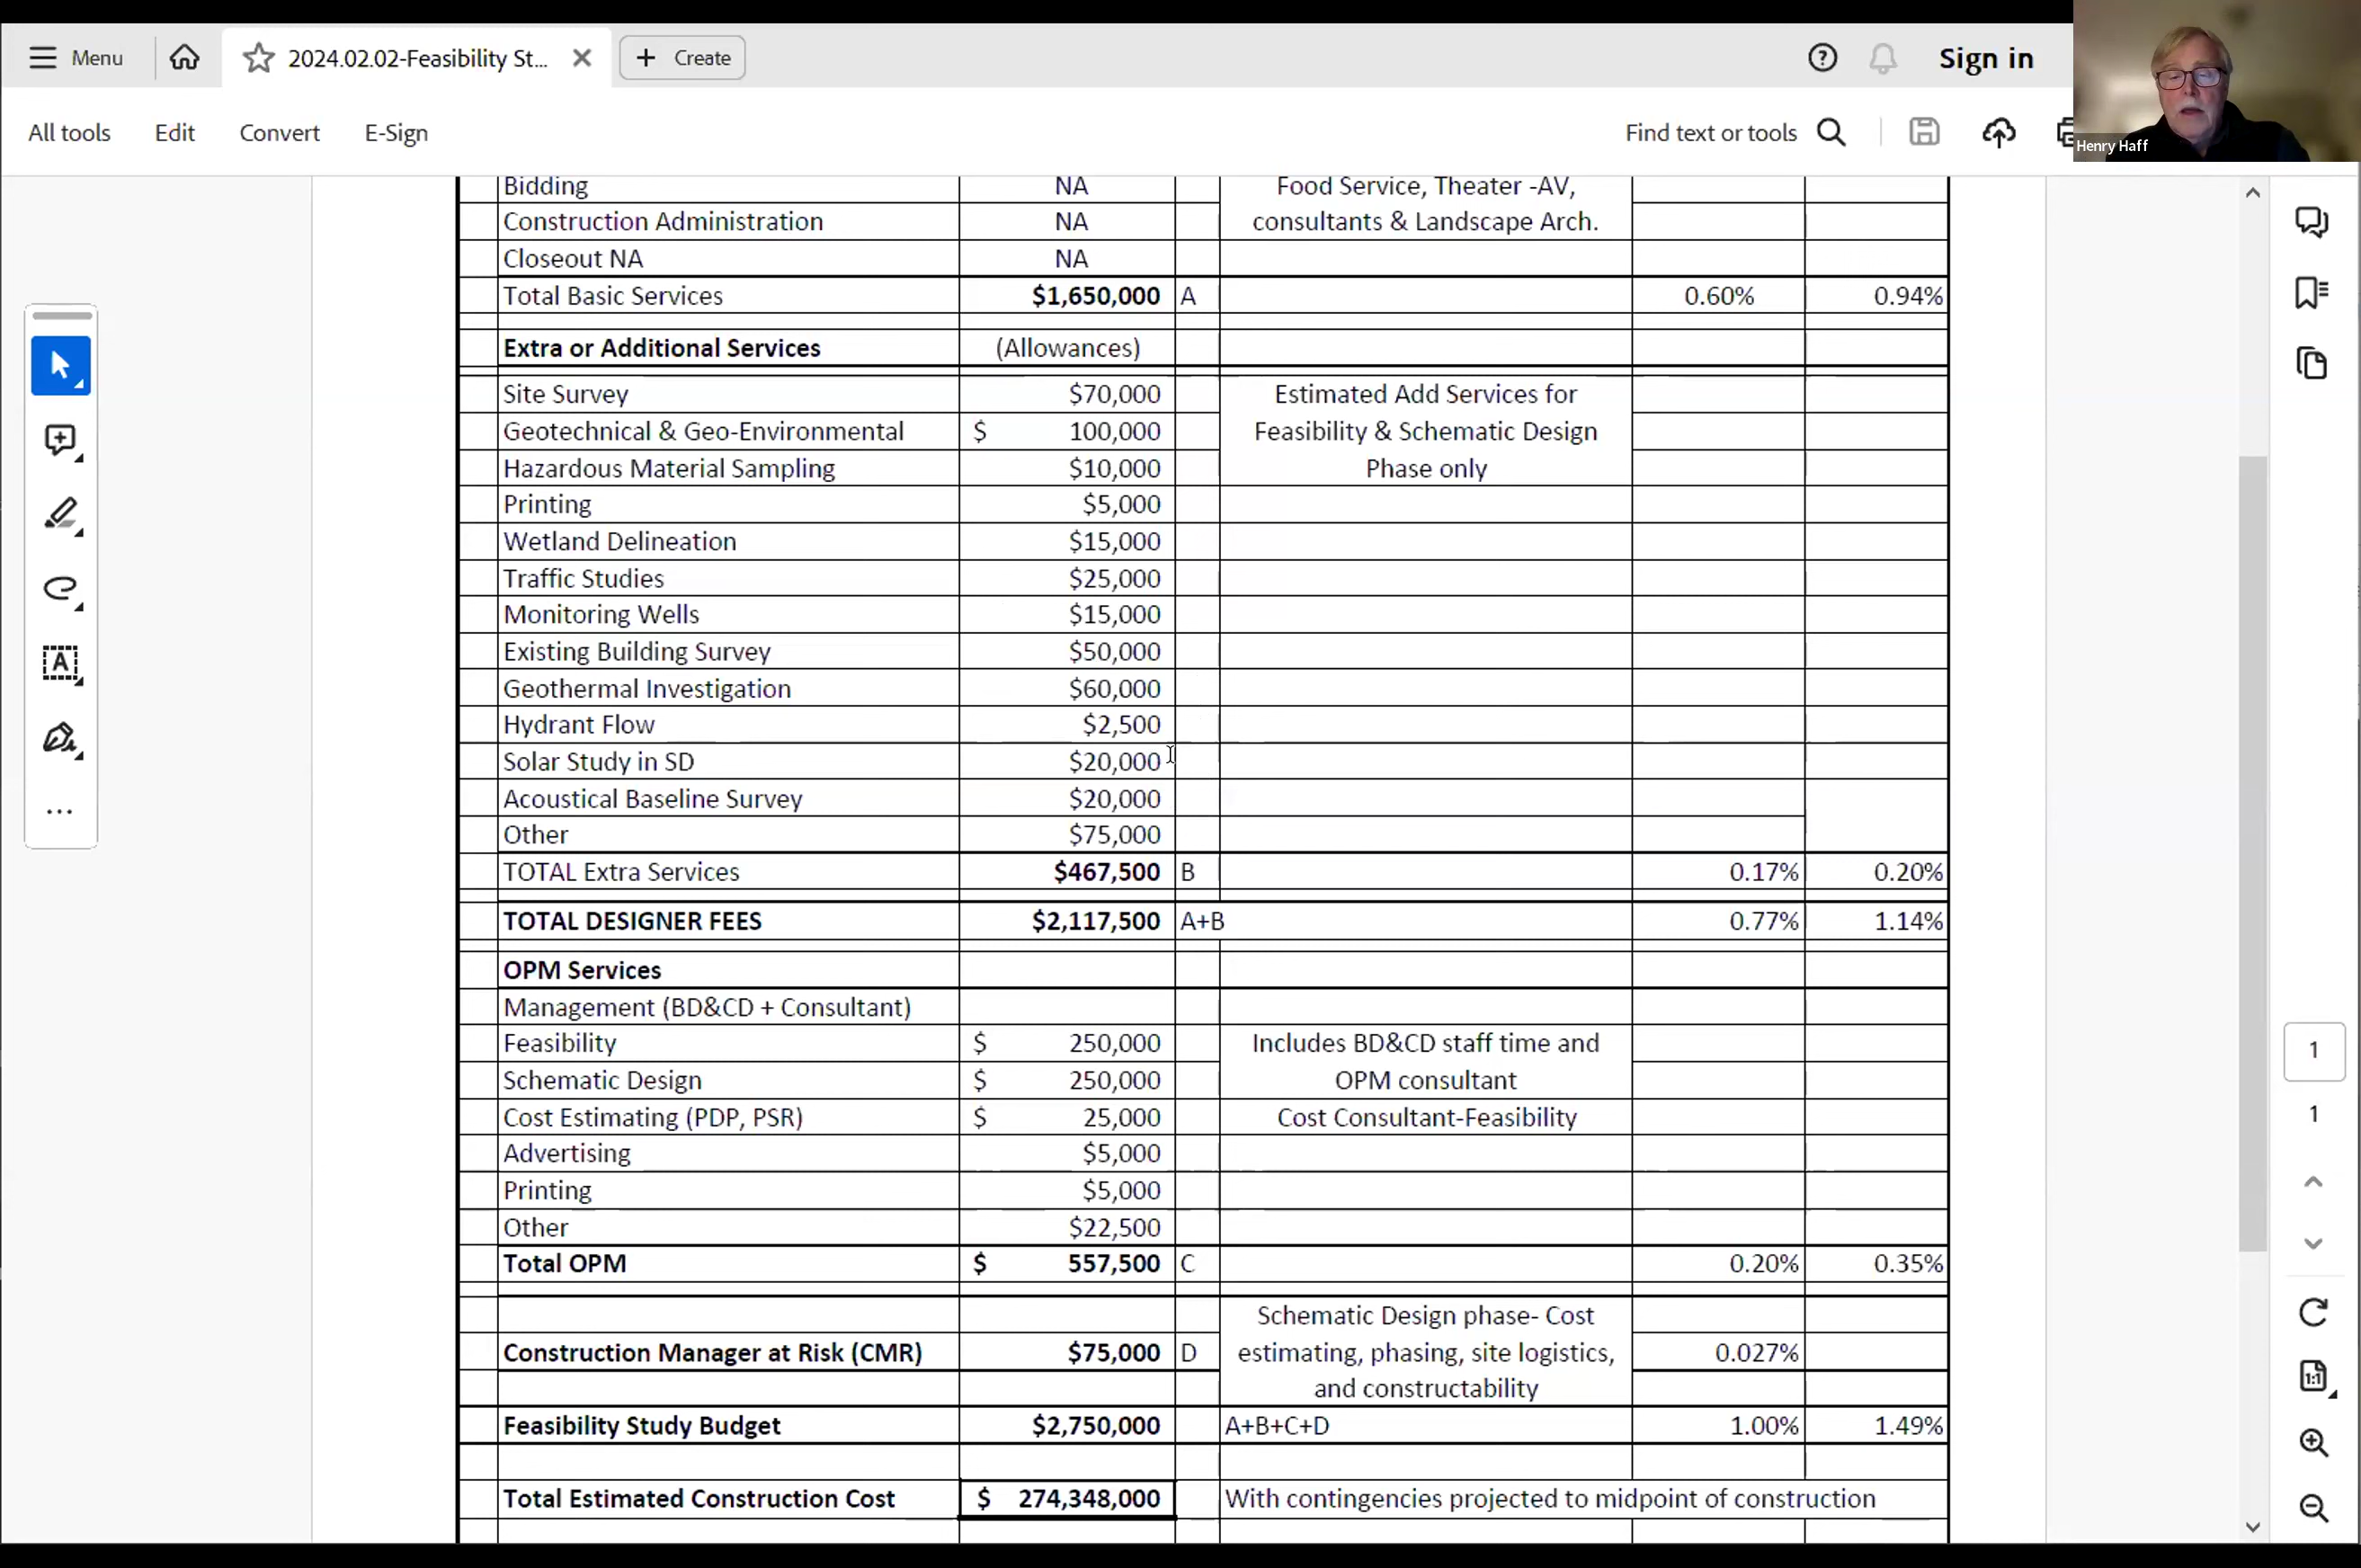 Menu 2024.02.02-Feasibility St... Create Sign in
Henry Haff
All tools Edit Convert E-Sign Find text or tools
Bidding NA Food Service, Theater -AV,
Construction Administration NA consultants & Landscape Arch.
Closeout NA NA
Total Basic Services $1,650,000 A 0.60% 0.94%
Extra or Additional Services (Allowances)
Site Survey $70,000 Estimated Add Services for
Geotechnical & Geo-Environmental $ 100,000 Feasibility & Schematic Design
Hazardous Material Sampling $10,000 Phase only
Printing $5,000
Wetland Delineation $15,000
Traffic Studies $25,000
Monitoring Wells $15,000
Existing Building Survey $50,000
Geothermal Investigation $60,000
Hydrant Flow $2,500
Solar Study in SD $20,000
Acoustical Baseline Survey $20,000
Other $75,000
TOTAL Extra Services $467,500 B 0.17% 0.20%
TOTAL DESIGNER FEES $2,117,500 A+B 0.77% 1.14%
OPM Services
Management (BD&CD + Consultant)
Feasibility $ 250,000 Includes BD&CD staff time and
Schematic Design $ 250,000 OPM consultant
Cost Estimating (PDP, PSR) $ 25,000 Cost Consultant-Feasibility
Advertising $5,000
Printing $5,000
Other $22,500
Total OPM $ 557,500 C 0.20% 0.35%
Schematic Design phase- Cost
Construction Manager at Risk (CMR) $75,000 D estimating, phasing, site logistics, 0.027%
and constructability
Feasibility Study Budget $2,750,000 A+B+C+D 1.00% 1.49%
Total Estimated Construction Cost $ 274,348,000 With contingencies projected to midpoint of construction
1
1
1:1